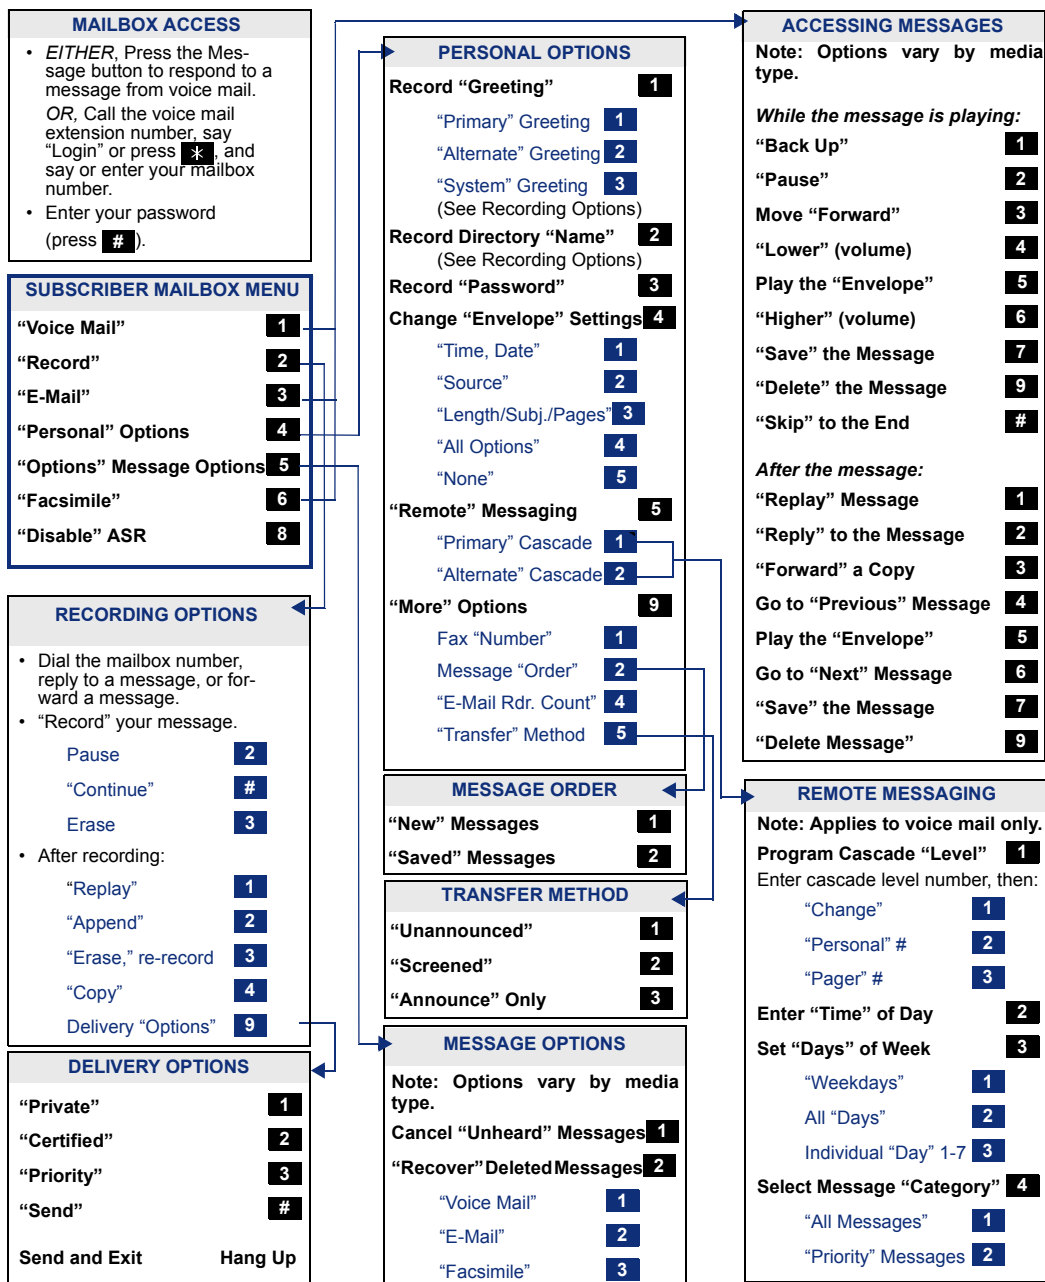 MAILBOX ACCESS
• EITHER, Press the Mes-
sage button to respond to a
message from voice mail.
OR, Call the voice mail
extension number, say
“Login” or press * , and
say or enter your mailbox
number.
• Enter your password
(press # ).
SUBSCRIBER MAILBOX MENU
“Voice Mail” 1
“Record” 2
“E-Mail” 3
“Personal” Options 4
“Options” Message Options 5
“Facsimile” 6
“Disable” ASR 8
RECORDING OPTIONS
• Dial the mailbox number,
reply to a message, or for-
ward a message.
• “Record” your message.
Pause 2
“Continue” #
Erase 3
• After recording:
“Replay” 1
“Append” 2
“Erase,” re-record 3
“Copy” 4
Delivery “Options” 9
DELIVERY OPTIONS
“Private” 1
“Certified” 2
“Priority” 3
“Send” #
Send and Exit Hang Up
PERSONAL OPTIONS
Record “Greeting” 1
“Primary” Greeting 1
“Alternate” Greeting 2
“System” Greeting 3
(See Recording Options)
Record Directory “Name” 2
(See Recording Options)
Record “Password” 3
Change “Envelope” Settings 4
“Time, Date” 1
“Source” 2
“Length/Subj./Pages” 3
“All Options” 4
“None” 5
“Remote” Messaging 5
“Primary” Cascade 1
“Alternate” Cascade 2
“More” Options 9
Fax “Number” 1
Message “Order” 2
“E-Mail Rdr. Count” 4
“Transfer” Method 5
MESSAGE ORDER
“New” Messages 1
“Saved” Messages 2
TRANSFER METHOD
“Unannounced” 1
“Screened” 2
“Announce” Only 3
MESSAGE OPTIONS
Note: Options vary by media
type.
Cancel “Unheard” Messages 1
“Recover” Deleted Messages 2
“Voice Mail” 1
“E-Mail” 2
“Facsimile” 3
ACCESSING MESSAGES
Note: Options vary by media
type.
While the message is playing:
“Back Up” 1
“Pause” 2
Move “Forward” 3
“Lower” (volume) 4
Play the “Envelope” 5
“Higher” (volume) 6
“Save” the Message 7
“Delete” the Message 9
“Skip” to the End #
After the message:
“Replay” Message 1
“Reply” to the Message 2
“Forward” a Copy 3
Go to “Previous” Message 4
Play the “Envelope” 5
Go to “Next” Message 6
“Save” the Message 7
“Delete Message” 9
REMOTE MESSAGING
Note: Applies to voice mail only.
Program Cascade “Level” 1
Enter cascade level number, then:
“Change” 1
“Personal” # 2
“Pager” # 3
Enter “Time” of Day 2
Set “Days” of Week 3
“Weekdays” 1
All “Days” 2
Individual “Day” 1-7 3
Select Message “Category” 4
“All Messages” 1
“Priority” Messages 2